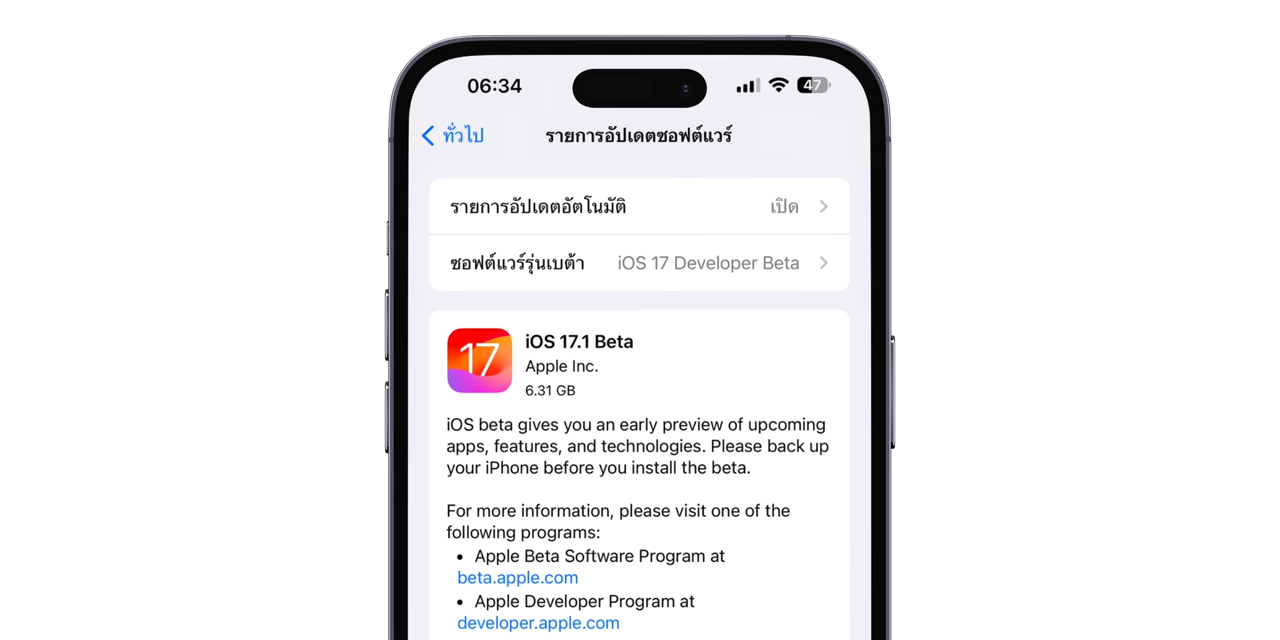 06:34
47
ทั่วไป
รายการอัปเดตซอฟต์แวร์
รายการอัปเดตอัตโนมัติ เปิด
ซอฟต์แวร์รุ่นเบต้า iOS 17 Developer Beta
17
iOS 17.1 Beta
Apple Inc.
6.31 GB
iOS beta gives you an early preview of upcoming
apps, features, and technologies. Please back up
your iPhone before you install the beta.
For more information, please visit one of the
following programs:
• Apple Beta Software Program at
beta.apple.com
• Apple Developer Program at
developer.apple.com